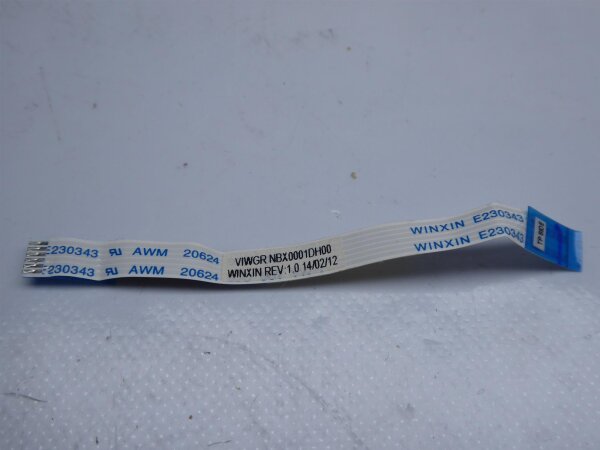 E230343 AWM 20624
E230343 AWM 20624
VIWGR NBX0001DH00
WINXIN REV:1.0 14/02/12
WINXIN E230343
WINXIN E230343